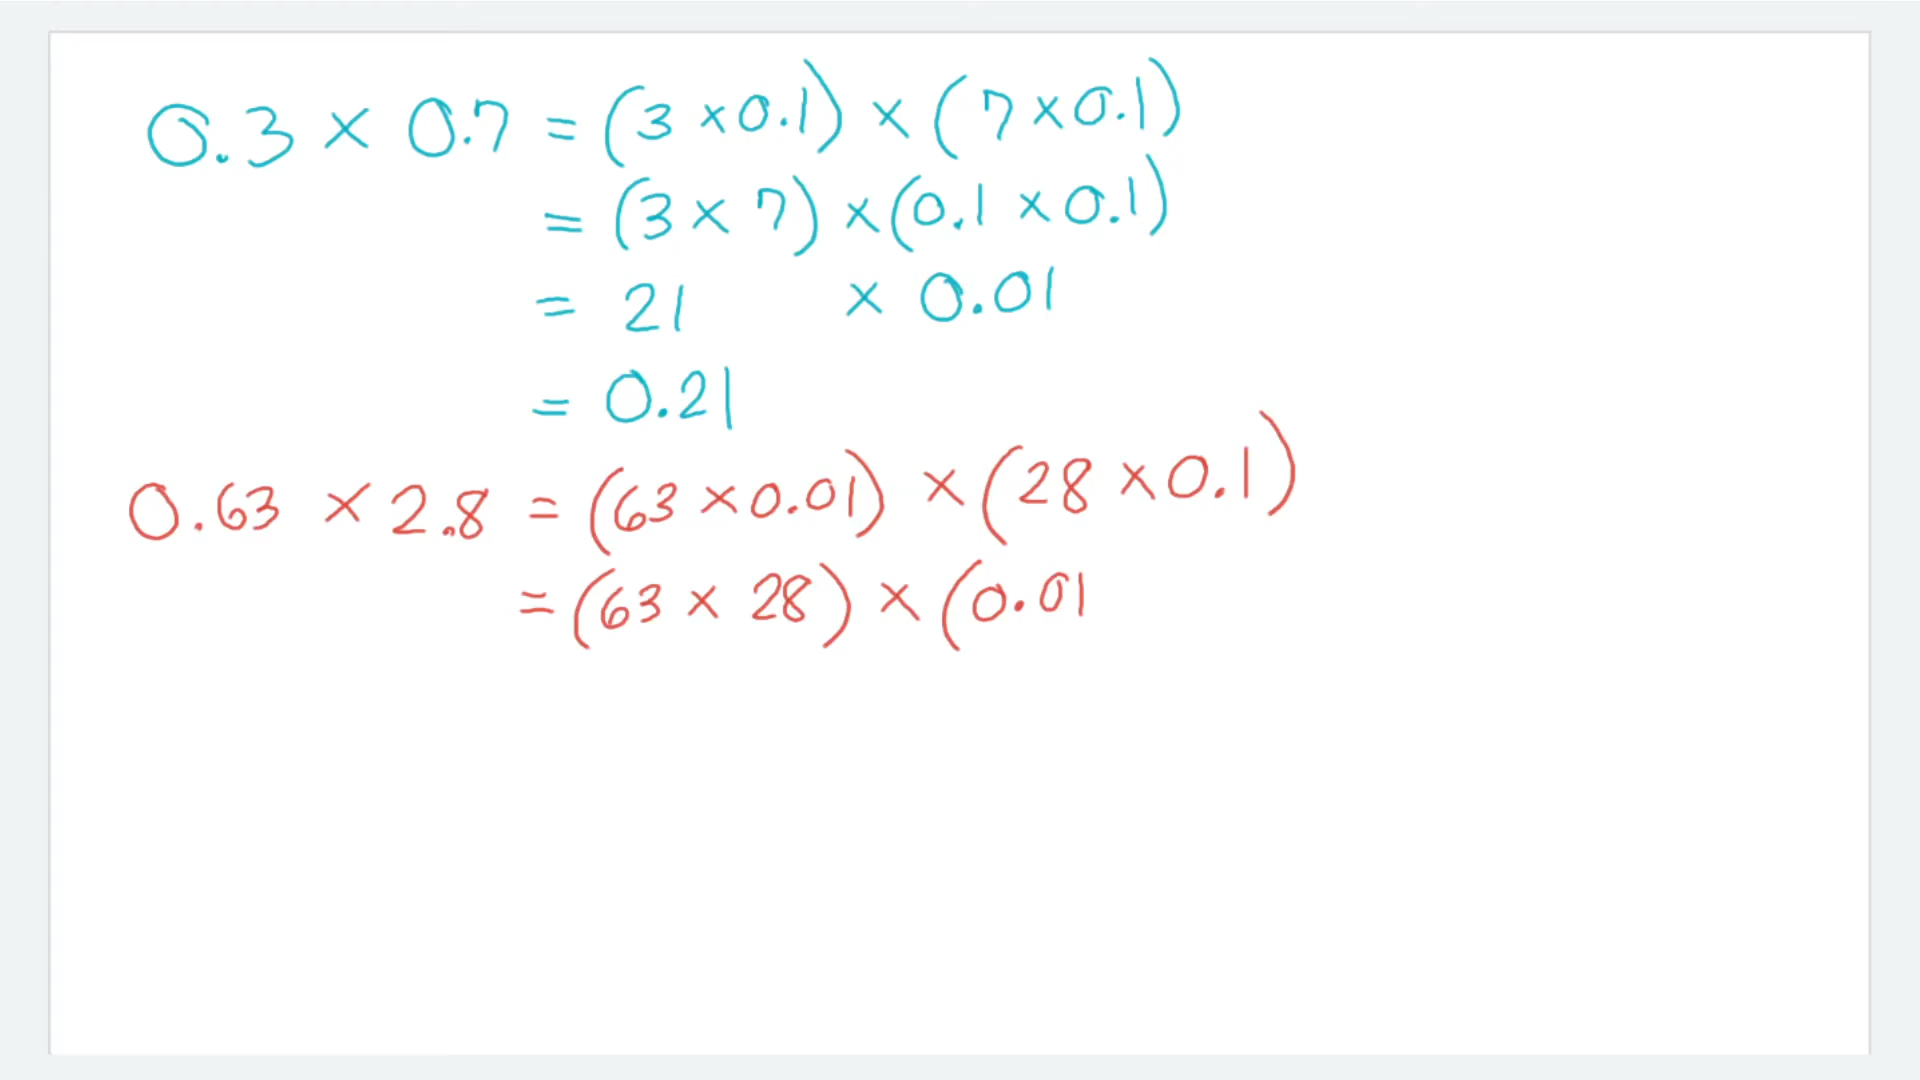 0.3 × 0.7 = (3 × 0.1) × (7 × 0.1)
= (3 × 7) × (0.1 × 0.1)
= 21 × 0.01
= 0.21
0.63 × 2.8 = (63 × 0.01) × (28 × 0.1)
= (63 × 28) × (0.01